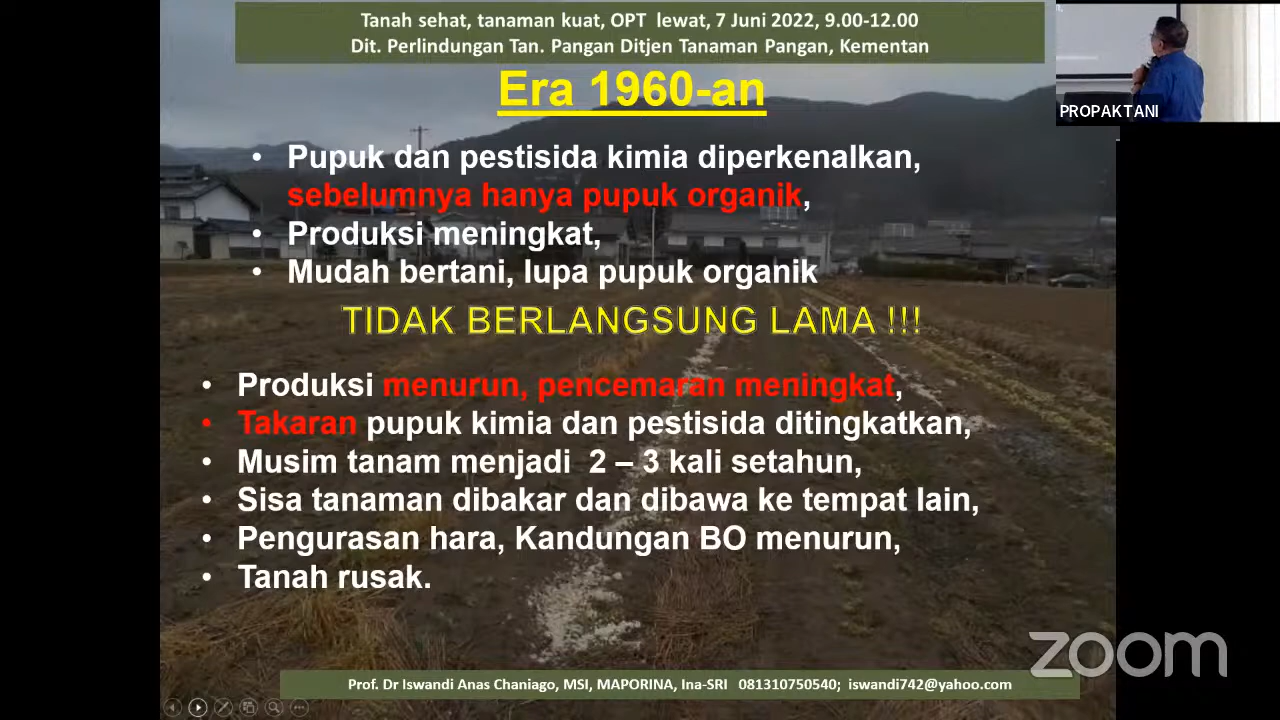 Tanah sehat, tanaman kuat, OPT lewat, 7 Juni 2022, 9.00-12.00
Dit. Perlindungan Tan. Pangan Ditjen Tanaman Pangan, Kementan
Era 1960-an
PROPAKTANI
• Pupuk dan pestisida kimia diperkenalkan,
sebelumnya hanya pupuk organik,
• Produksi meningkat,
• Mudah bertani, lupa pupuk organik
TIDAK BERLANGSUNG LAMA !!!
• Produksi menurun, pencemaran meningkat,
• Takaran pupuk kimia dan pestisida ditingkatkan,
• Musim tanam menjadi 2 – 3 kali setahun,
• Sisa tanaman dibakar dan dibawa ke tempat lain,
• Pengurasan hara, Kandungan BO menurun,
• Tanah rusak.
zoom
Prof. Dr Iswandi Anas Chaniago, MSI, MAPORINA, Ina-SRI 081310750540; iswandi742@yahoo.com